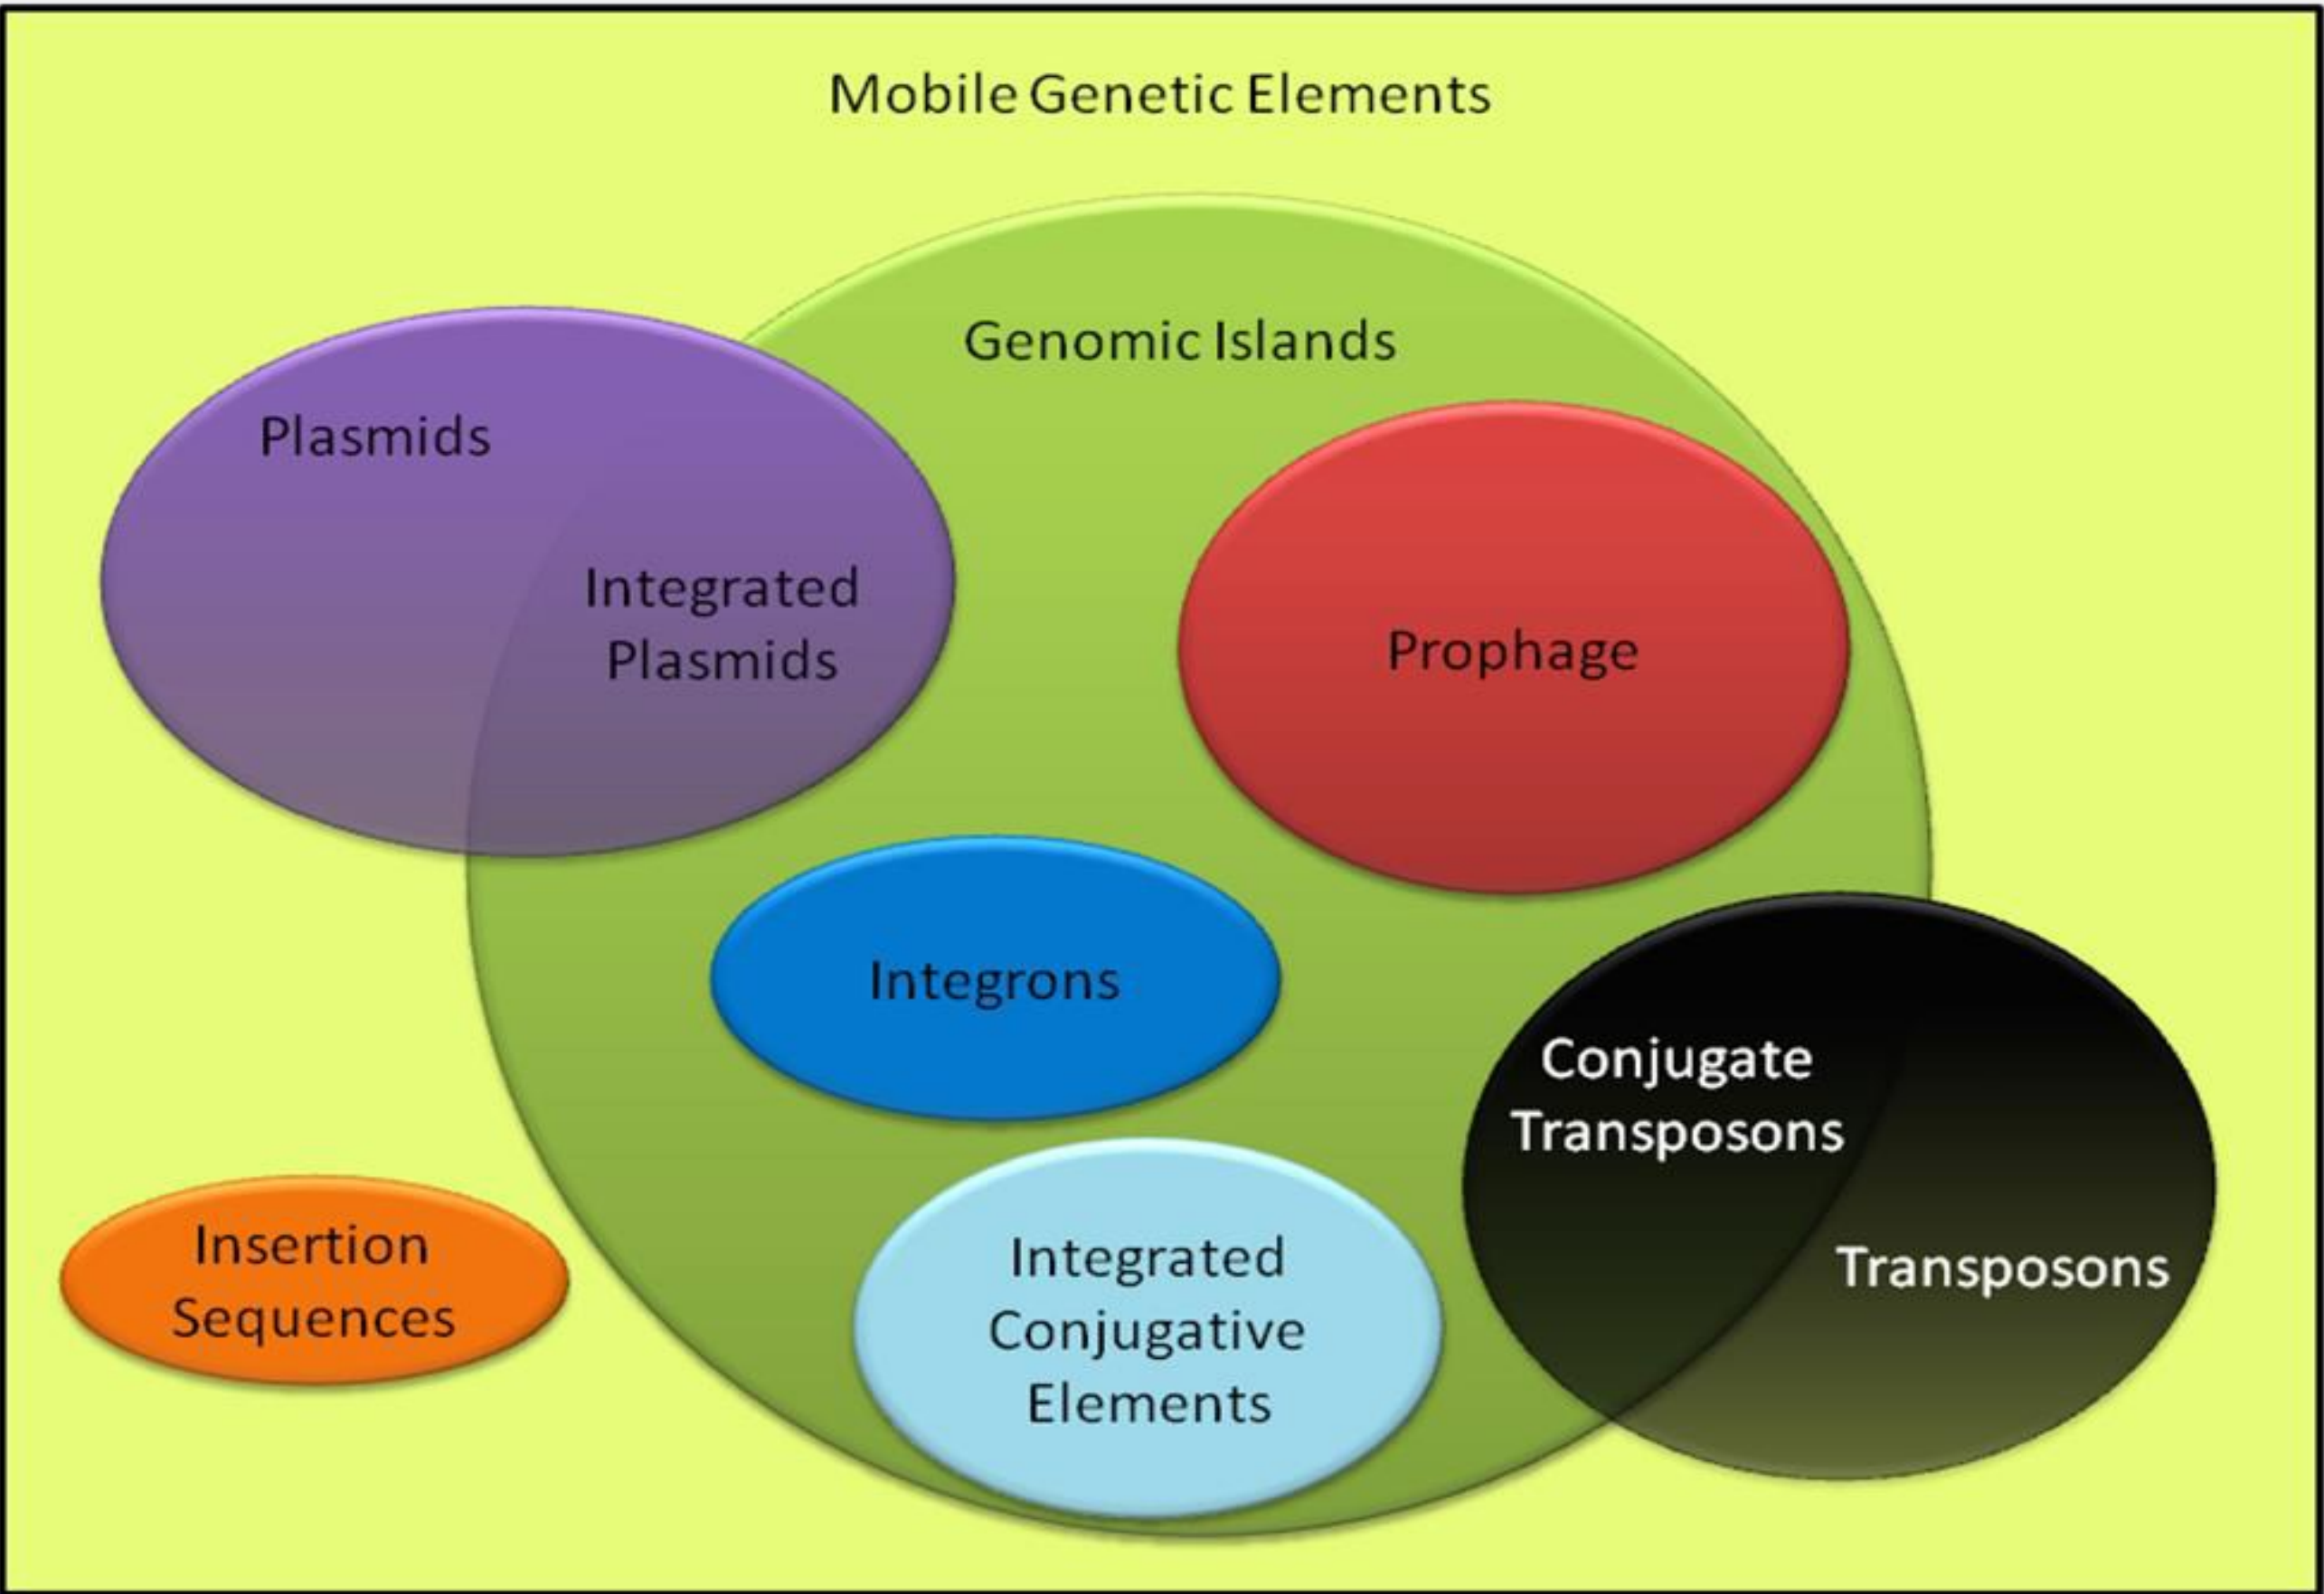 Mobile Genetic Elements
Genomic Islands
Plasmids
Integrated
Plasmids
Prophage
Integrons
Conjugate
Transposons
Transposons
Insertion
Sequences
Integrated
Conjugative
Elements